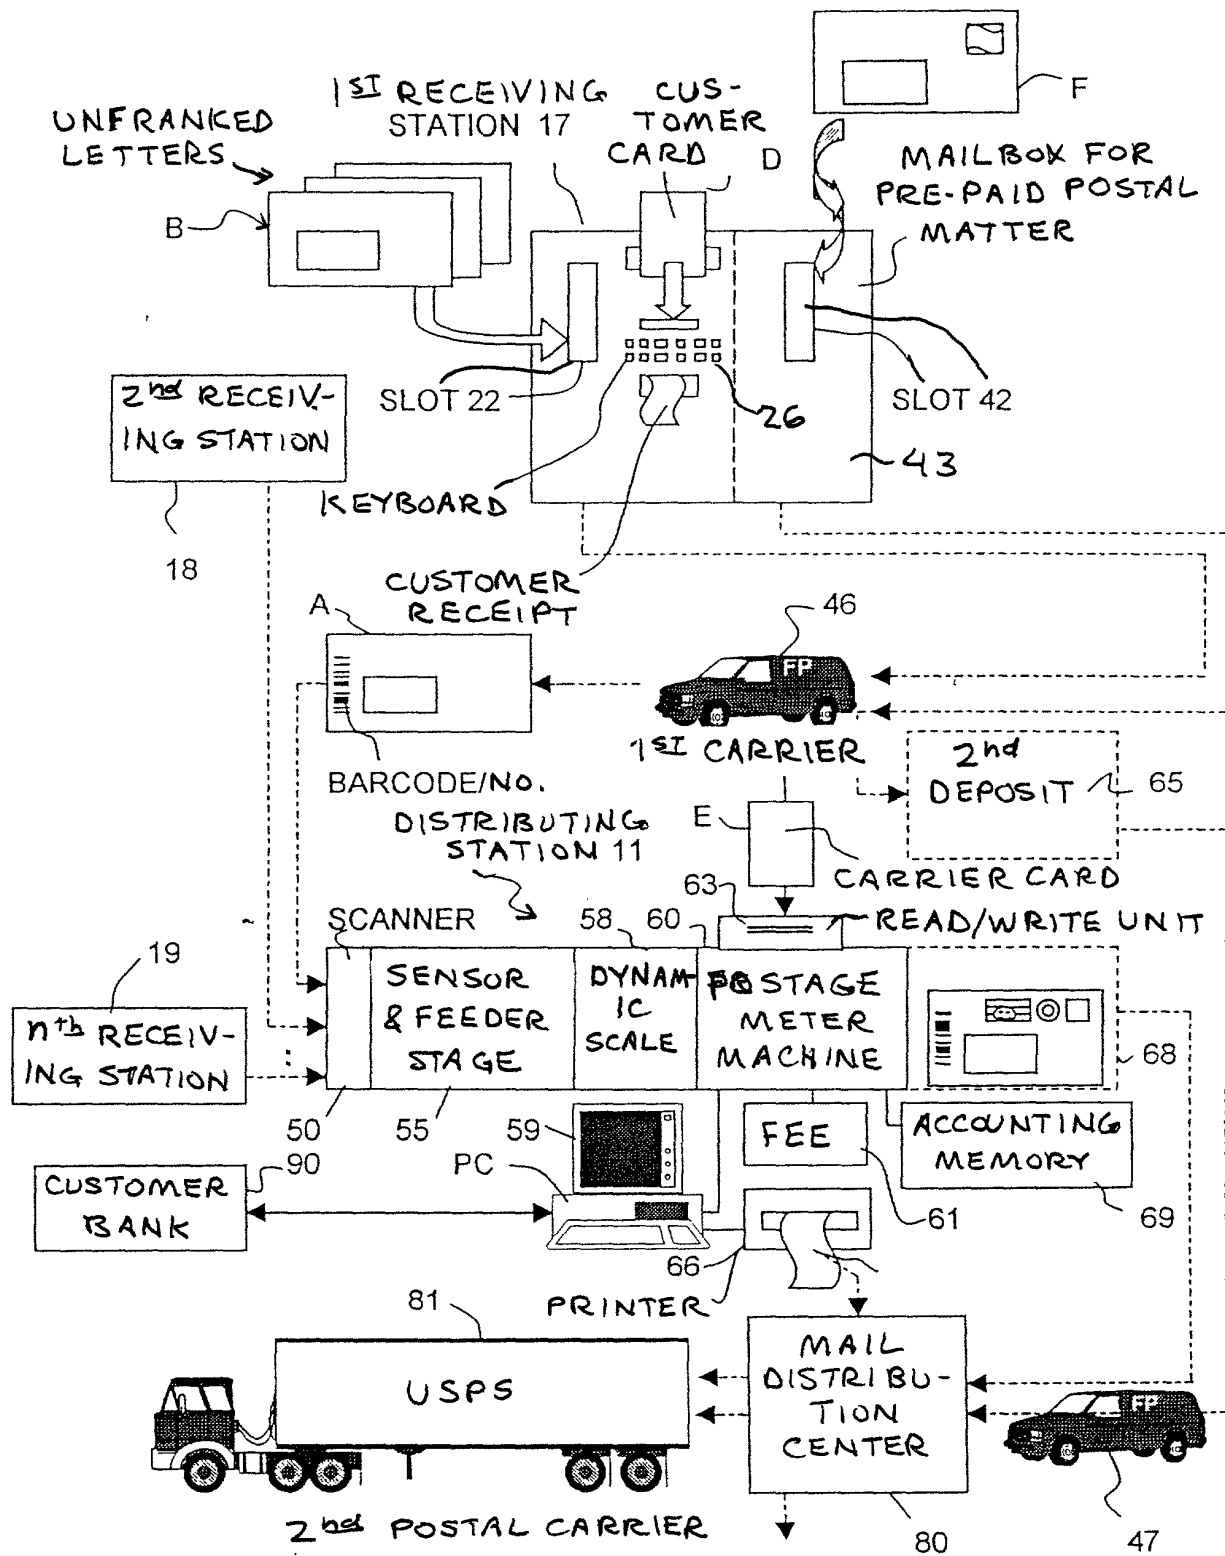 F
1ST RECEIVING
STATION 17
CUS-
TOMER
CARD
D
UNFRANKED
LETTERS
MAILBOX FOR
PRE-PAID POSTAL
MATTER
B
2nd RECEIV-
ING STATION
SLOT 22
26
SLOT 42
43
KEYBOARD
18
CUSTOMER
RECEIPT
A
46
FP
1ST CARRIER
2nd
DEPOSIT
65
BARCODE/NO.
DISTRIBUTING
STATION 11
E
CARRIER CARD
63
READ/WRITE UNIT
SCANNER
58
60
19
nth RECEIV-
ING STATION
SENSOR
& FEEDER
STAGE
DYNAM-
IC
SCALE
POSTAGE
METER
MACHINE
68
50
55
59
FEE
ACCOUNTING
MEMORY
90
CUSTOMER
BANK
PC
61
69
66
PRINTER
81
USPS
MAIL
DISTRIBU-
TION
CENTER
FP
2nd POSTAL CARRIER
80
47